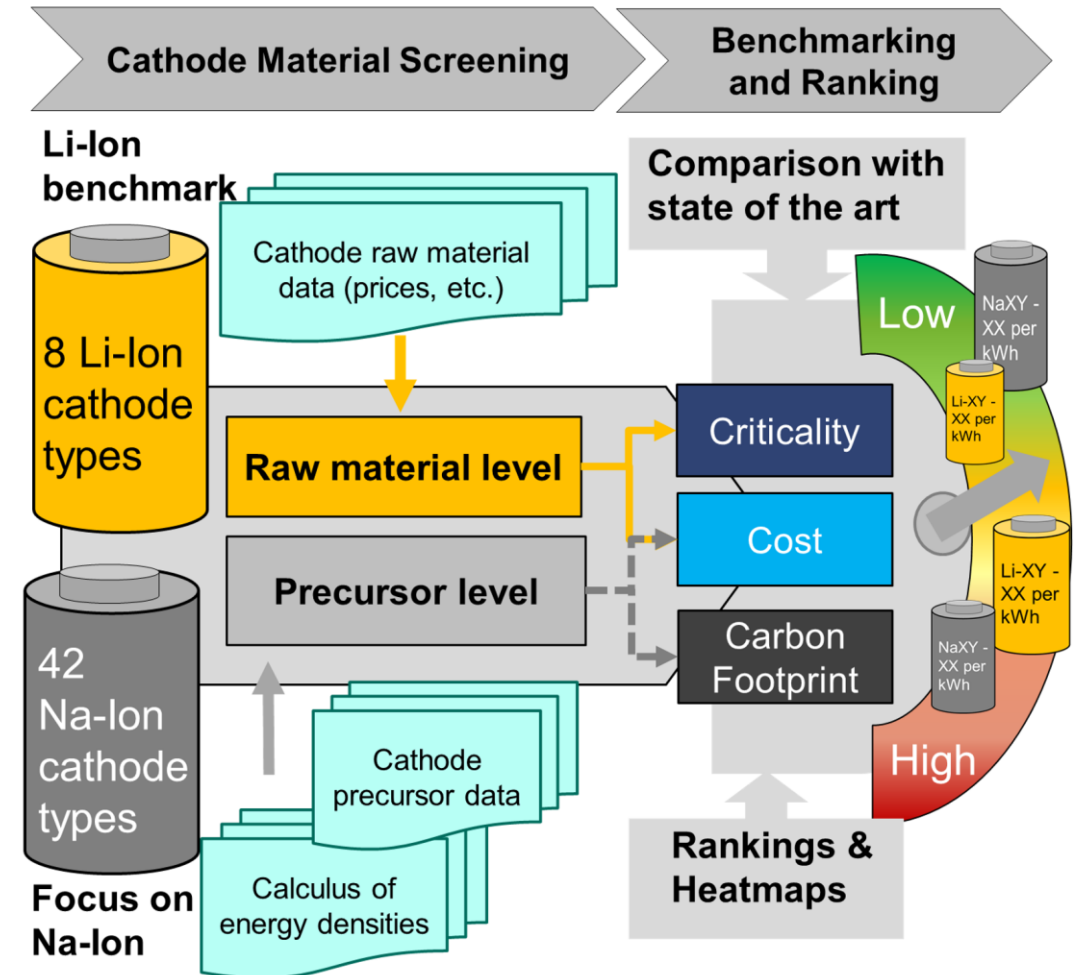 Cathode Material Screening
Benchmarking
and Ranking
Li-Ion
benchmark
Cathode raw material
data (prices, etc.)
Comparison with
state of the art
8 Li-Ion
cathode
types
Raw material level
Precursor level
Criticality
Cost
Carbon
Footprint
Low
NaXY -
XX per
kWh
Li-XY -
XX per
kWh
Li-XY -
XX per
kWh
NaXY -
XX per
kWh
High
42
Na-Ion
cathode
types
Cathode
precursor data
Calculus of
energy densities
Focus on
Na-Ion
Rankings &
Heatmaps